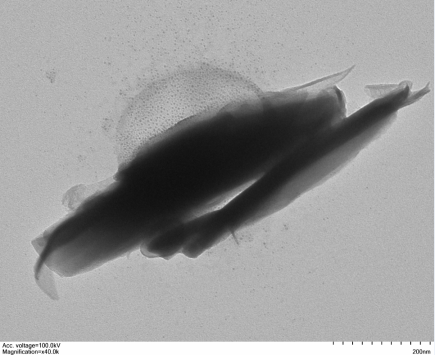 Acc. voltage=100.0kV
Magnification=x40.0k
200nm